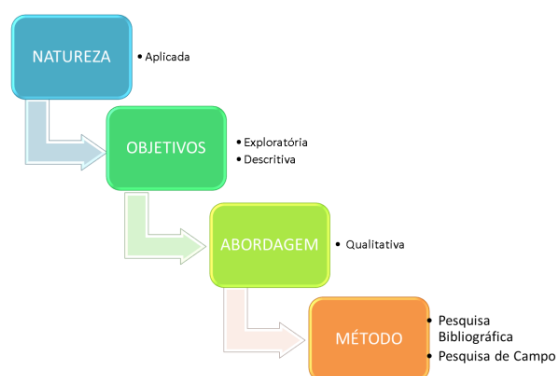 NATUREZA
• Aplicada
OBJETIVOS
• Exploratória
• Descritiva
ABORDAGEM
• Qualitativa
MÉTODO
• Pesquisa
Bibliográfica
• Pesquisa de Campo